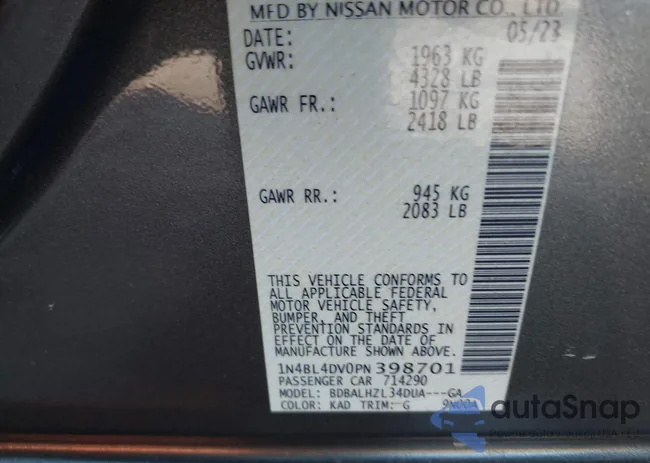 MFD BY NISSAN MOTOR CO., LTD.
DATE: 05/23
GVWR: 1963 KG
4328 LB
GAWR FR.: 1097 KG
2418 LB
GAWR RR.: 945 KG
2083 LB
THIS VEHICLE CONFORMS TO
ALL APPLICABLE FEDERAL
MOTOR VEHICLE SAFETY,
BUMPER, AND THEFT
PREVENTION STANDARDS IN
EFFECT ON THE DATE OF
MANUFACTURE SHOWN ABOVE.
1N4BL4DV0PN398701
PASSENGER CAR 714290
MODEL: BDBALHZL34DUA---GA
COLOR: KAD TRIM: G 9N00A
autoSnap